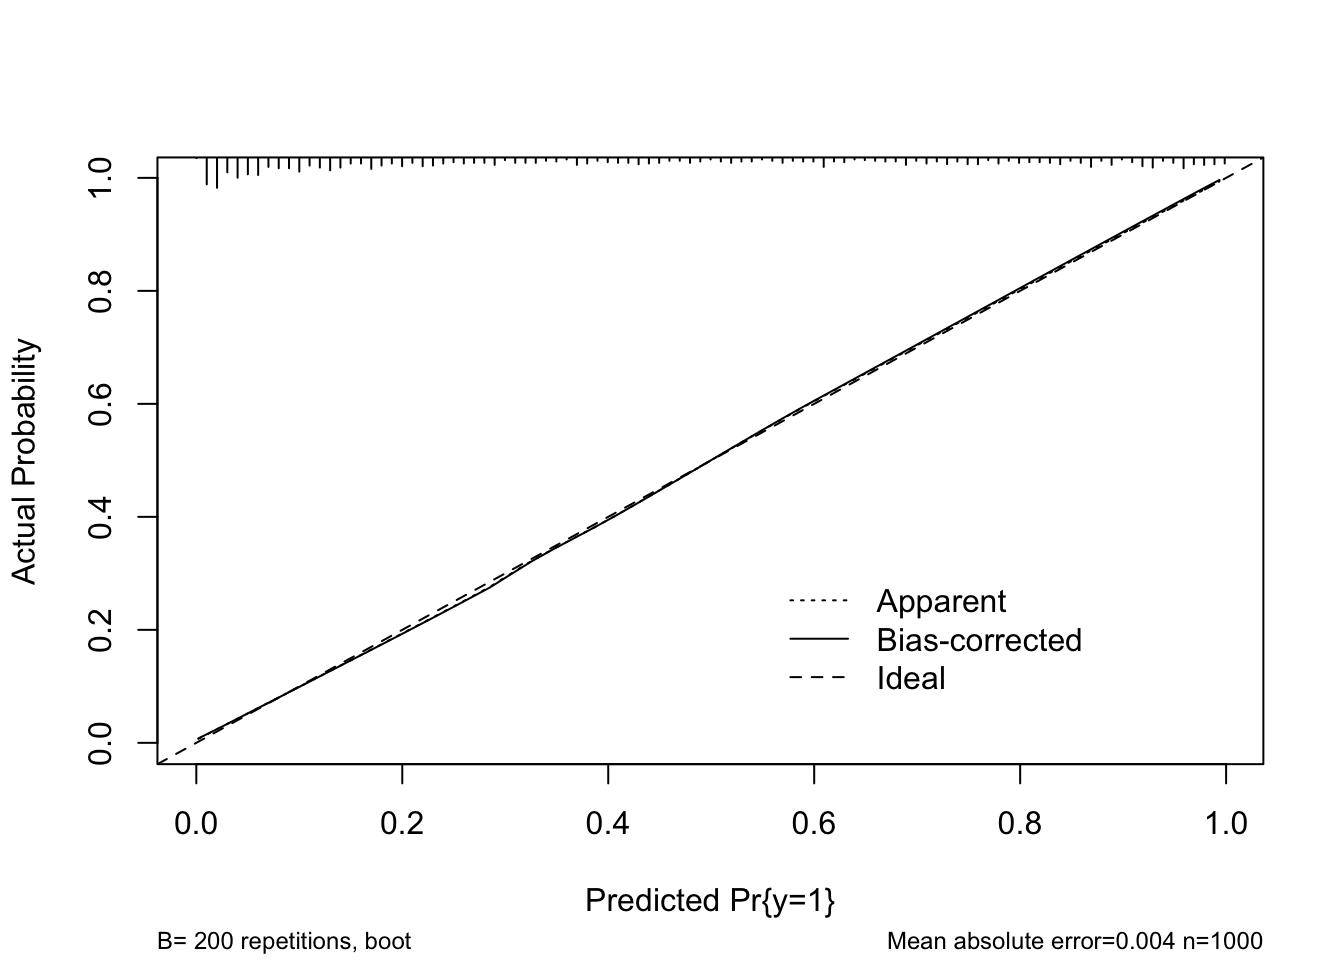 1.0
0.8
0.6
0.4
0.2
0.0
Actual Probability
Apparent
Bias-corrected
Ideal
0.0 0.2 0.4 0.6 0.8 1.0
Predicted Pr{y=1}
B= 200 repetitions, boot
Mean absolute error=0.004 n=1000